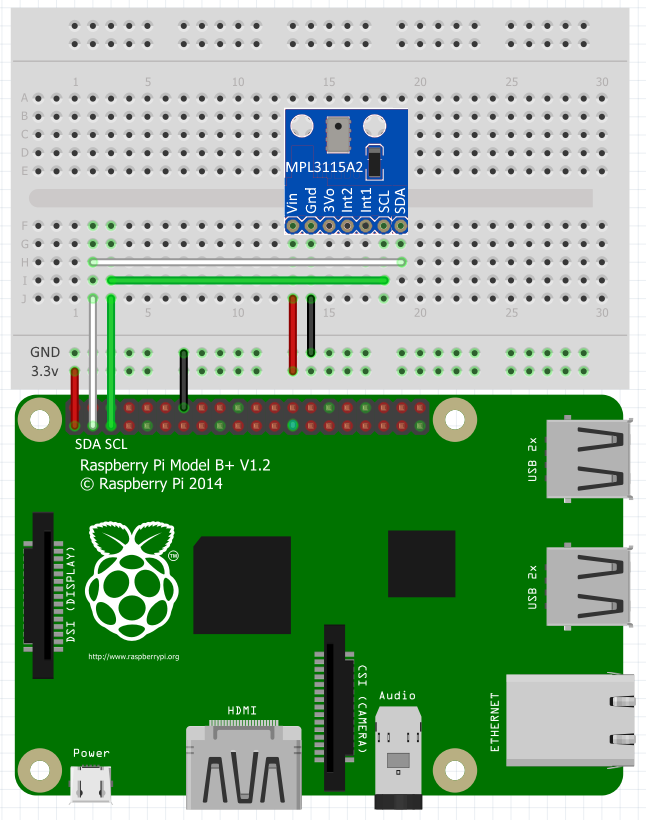 1 5 10 15 20 25 30
A
B
C
D
E
MPL3115A2
Vin Gnd 3Vo Int2 Int1 SCL SDA
F
G
H
I
J
1 5 10 20 25 30
GND
3.3v
SDA SCL
Raspberry Pi Model B+ V1.2
© Raspberry Pi 2014
USB 2x
DSI (DISPLAY)
TM
USB 2x
http://www.raspberrypi.org
CSI (CAMERA)
Audio
ETHERNET
HDMI
Power